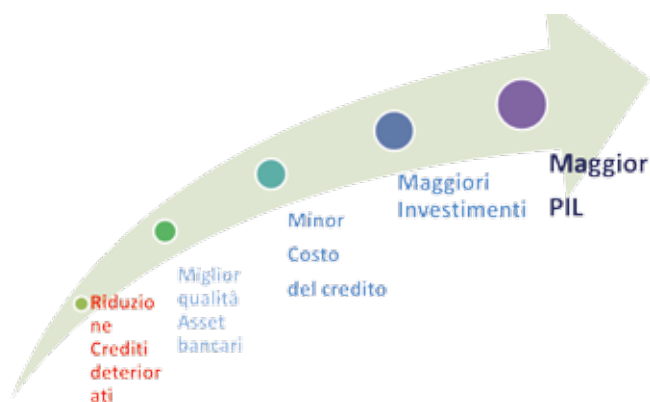 Riduzio
ne
Crediti
deterior
ati
Miglior
qualità
Asset
bancari
Minor
Costo
del credito
Maggiori
Investimenti
Maggior
PIL